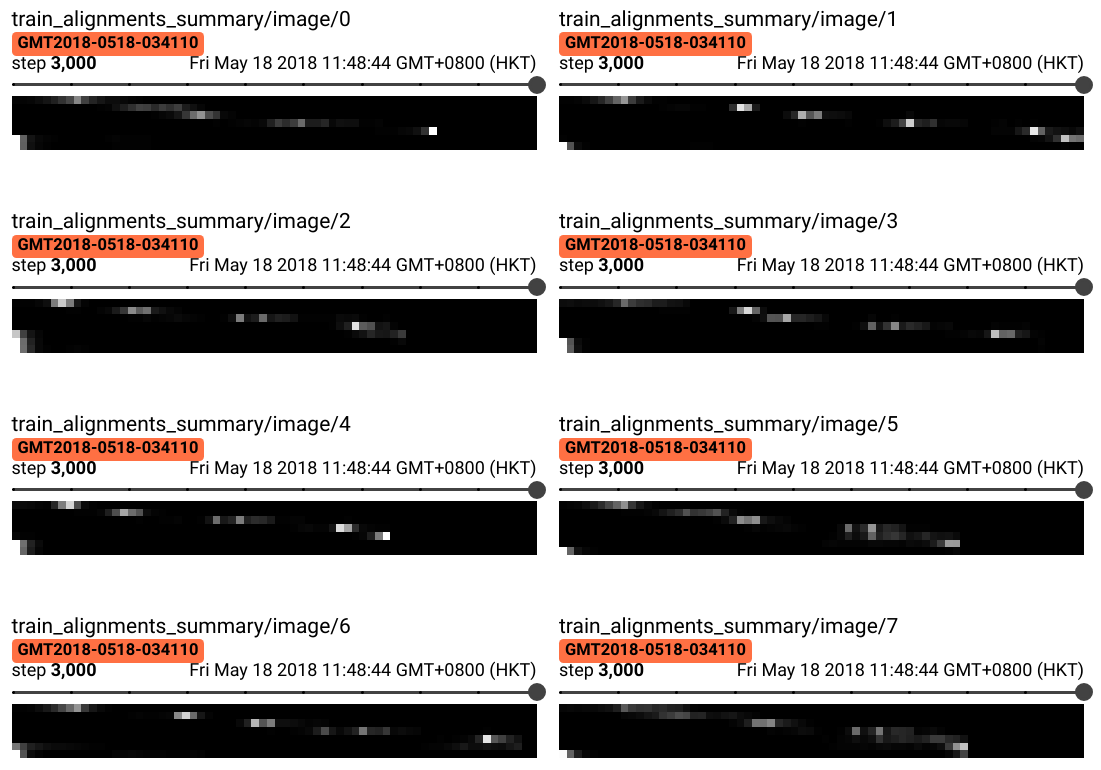 train_alignments_summary/image/0
GMT2018-0518-034110
step 3,000 Fri May 18 2018 11:48:44 GMT+0800 (HKT)
train_alignments_summary/image/1
GMT2018-0518-034110
step 3,000 Fri May 18 2018 11:48:44 GMT+0800 (HKT)
train_alignments_summary/image/2
GMT2018-0518-034110
step 3,000 Fri May 18 2018 11:48:44 GMT+0800 (HKT)
train_alignments_summary/image/3
GMT2018-0518-034110
step 3,000 Fri May 18 2018 11:48:44 GMT+0800 (HKT)
train_alignments_summary/image/4
GMT2018-0518-034110
step 3,000 Fri May 18 2018 11:48:44 GMT+0800 (HKT)
train_alignments_summary/image/5
GMT2018-0518-034110
step 3,000 Fri May 18 2018 11:48:44 GMT+0800 (HKT)
train_alignments_summary/image/6
GMT2018-0518-034110
step 3,000 Fri May 18 2018 11:48:44 GMT+0800 (HKT)
train_alignments_summary/image/7
GMT2018-0518-034110
step 3,000 Fri May 18 2018 11:48:44 GMT+0800 (HKT)